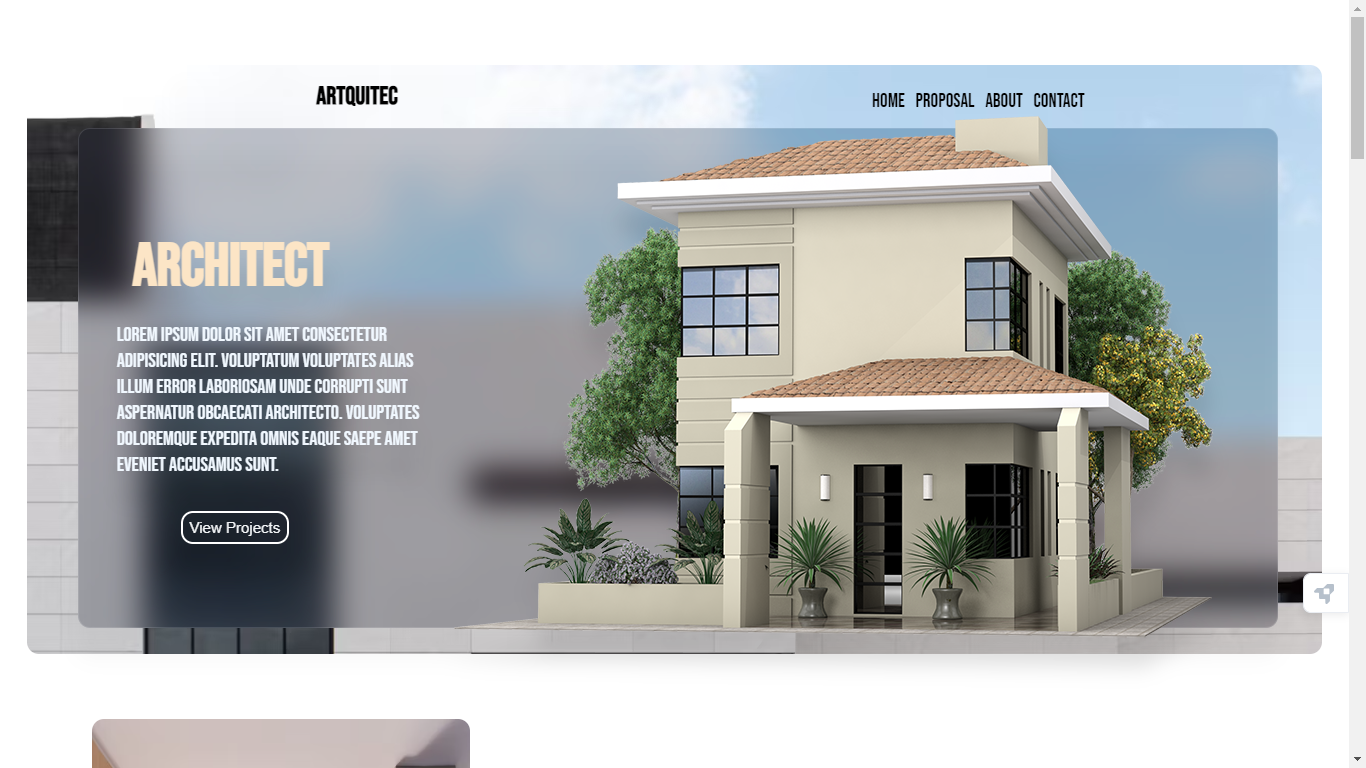 ARTQUITEC
HOME PROPOSAL ABOUT CONTACT
ARCHITECT
LOREM IPSUM DOLOR SIT AMET CONSECTETUR
ADIPISICING ELIT. VOLUPTATUM VOLUPTATES ALIAS
ILLUM ERROR LABORIOSAM UNDE CORRUPTI SUNT
ASPERNATUR OBCAECATI ARCHITECTO. VOLUPTATES
DOLOREMQUE EXPEDITA OMNIS EAQUE SAEPE AMET
EVENIET ACCUSAMUS SUNT.
View Projects